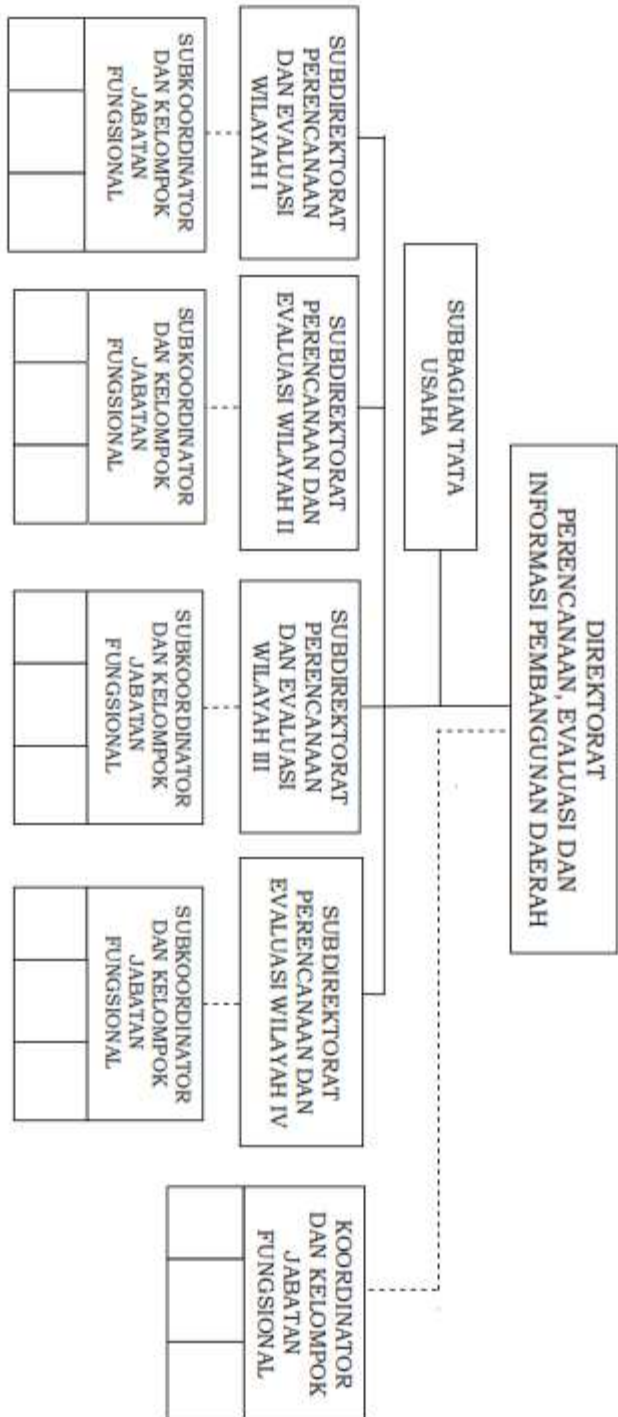 DIREKTORAT
PERENCANAAN, EVALUASI DAN
INFORMASI PEMBANGUNAN DAERAH
SUBBAGIAN TATA
USAHA
SUBDIREKTORAT
PERENCANAAN
DAN EVALUASI
WILAYAH I
SUBDIREKTORAT
PERENCANAAN DAN
EVALUASI WILAYAH II
SUBDIREKTORAT
PERENCANAAN
DAN EVALUASI
WILAYAH III
SUBDIREKTORAT
PERENCANAAN DAN
EVALUASI WILAYAH IV
KOORDINATOR
DAN KELOMPOK
JABATAN
FUNGSIONAL
SUBKOORDINATOR
DAN KELOMPOK
JABATAN
FUNGSIONAL
SUBKOORDINATOR
DAN KELOMPOK
JABATAN
FUNGSIONAL
SUBKOORDINATOR
DAN KELOMPOK
JABATAN
FUNGSIONAL
SUBKOORDINATOR
DAN KELOMPOK
JABATAN
FUNGSIONAL